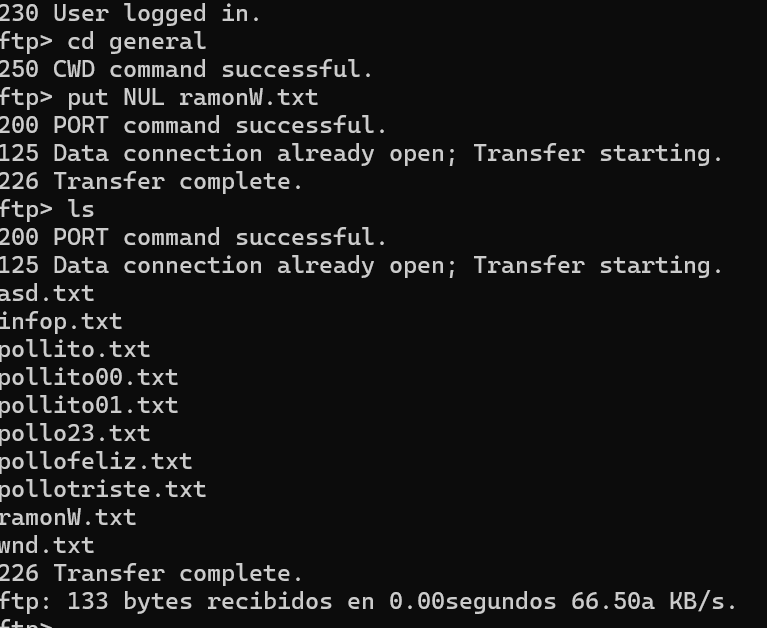 230 User logged in.
ftp> cd general
250 CWD command successful.
ftp> put NUL ramonW.txt
200 PORT command successful.
125 Data connection already open; Transfer starting.
226 Transfer complete.
ftp> ls
200 PORT command successful.
125 Data connection already open; Transfer starting.
asd.txt
infop.txt
pollito.txt
pollito00.txt
pollito01.txt
pollo23.txt
pollofeliz.txt
pollotriste.txt
ramonW.txt
wnd.txt
226 Transfer complete.
ftp: 133 bytes recibidos en 0.00segundos 66.50a KB/s.
ftp>